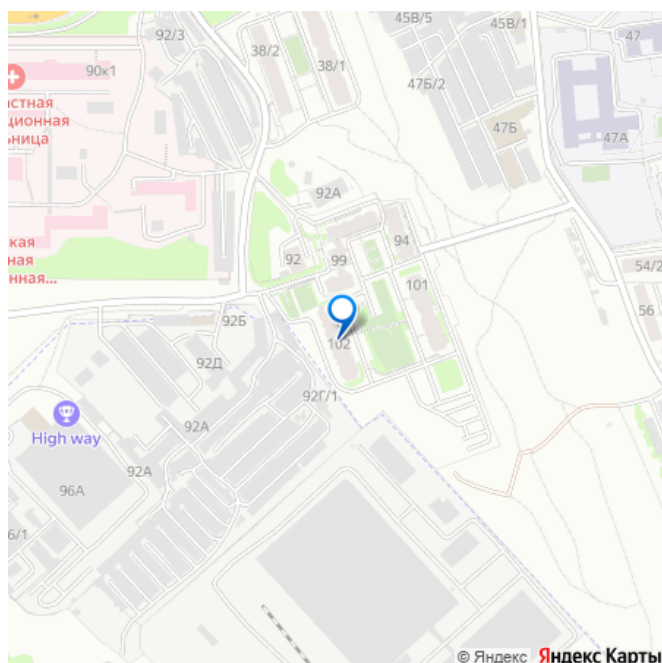 92/3
38/2
38/1
45В/5
45В/1
47
90к1
47Б/2
47Б
47А
астная
ционная
ьница
92А
92
99
94
101
54/2
56
ская
ная
нная...
92Б
102
92Д
92Г/1
92А
High way
92А
96А
6/1
© Яндекс Яндекс Карты